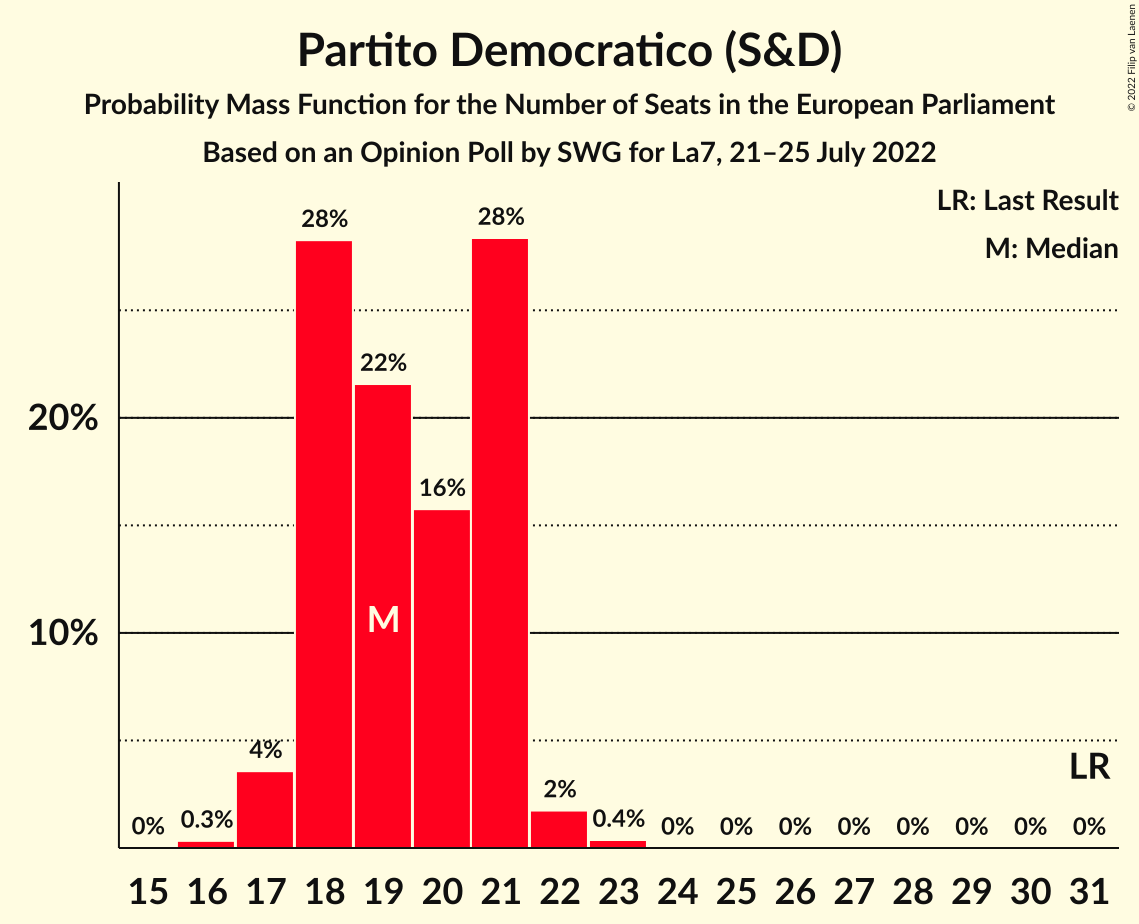 Partito Democratico (S&D)
Probability Mass Function for the Number of Seats in the European Parliament
Based on an Opinion Poll by SWG for La7, 21–25 July 2022
© 2022 Filip van Laenen
LR: Last Result
M: Median
28%
28%
22%
20%
16%
M
10%
4%
LR
2%
0%
0.3%
0.4%
0%
0%
0%
0%
0%
0%
0%
0%
15 16 17 18 19 20 21 22 23 24 25 26 27 28 29 30 31